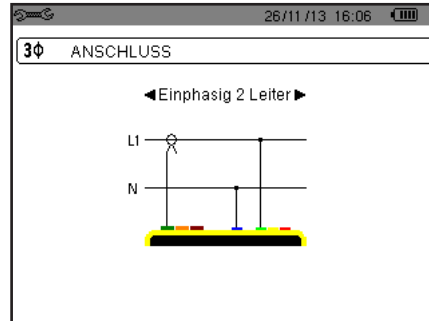 26/11/13 16:06
3Φ ANSCHLUSS
◄Einphasig 2 Leiter►
L1
N